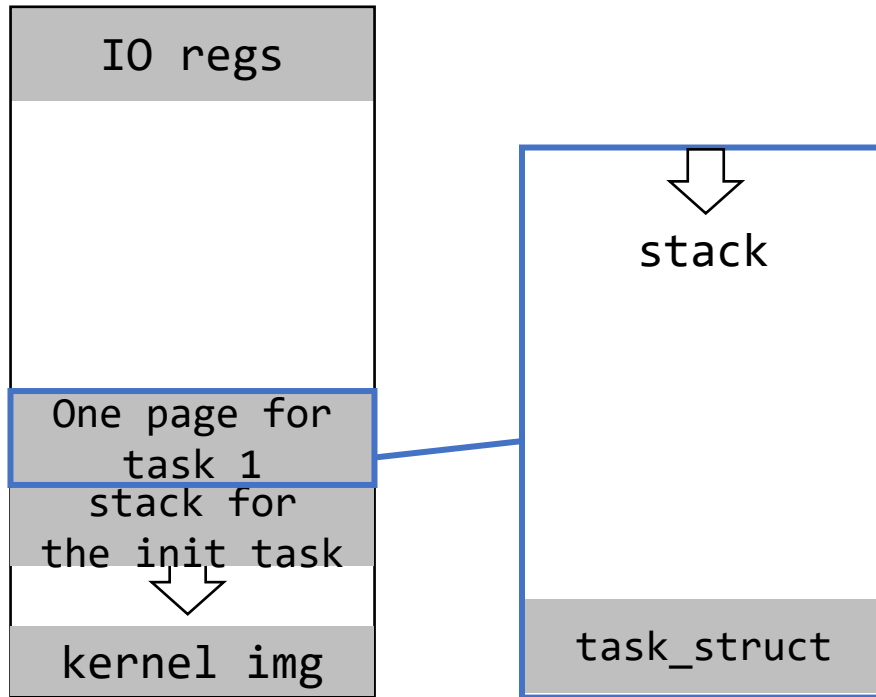 IO regs
One page for
task 1
stack for
the init task
kernel img
stack
task_struct